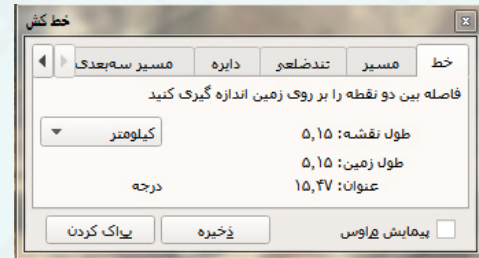 خط کش
خط مسیر تندضلعی دایره مسیر سه‌بعدی
فاصله بین دو نقطه را بر روی زمین اندازه گیری کنید
طول نقشه: ۵,۱۵ کیلومتر
طول زمین: ۵,۱۵
عنوان: ۱۵,۴۷ درجه
پیمایش ماوس ذخیره پاک کردن